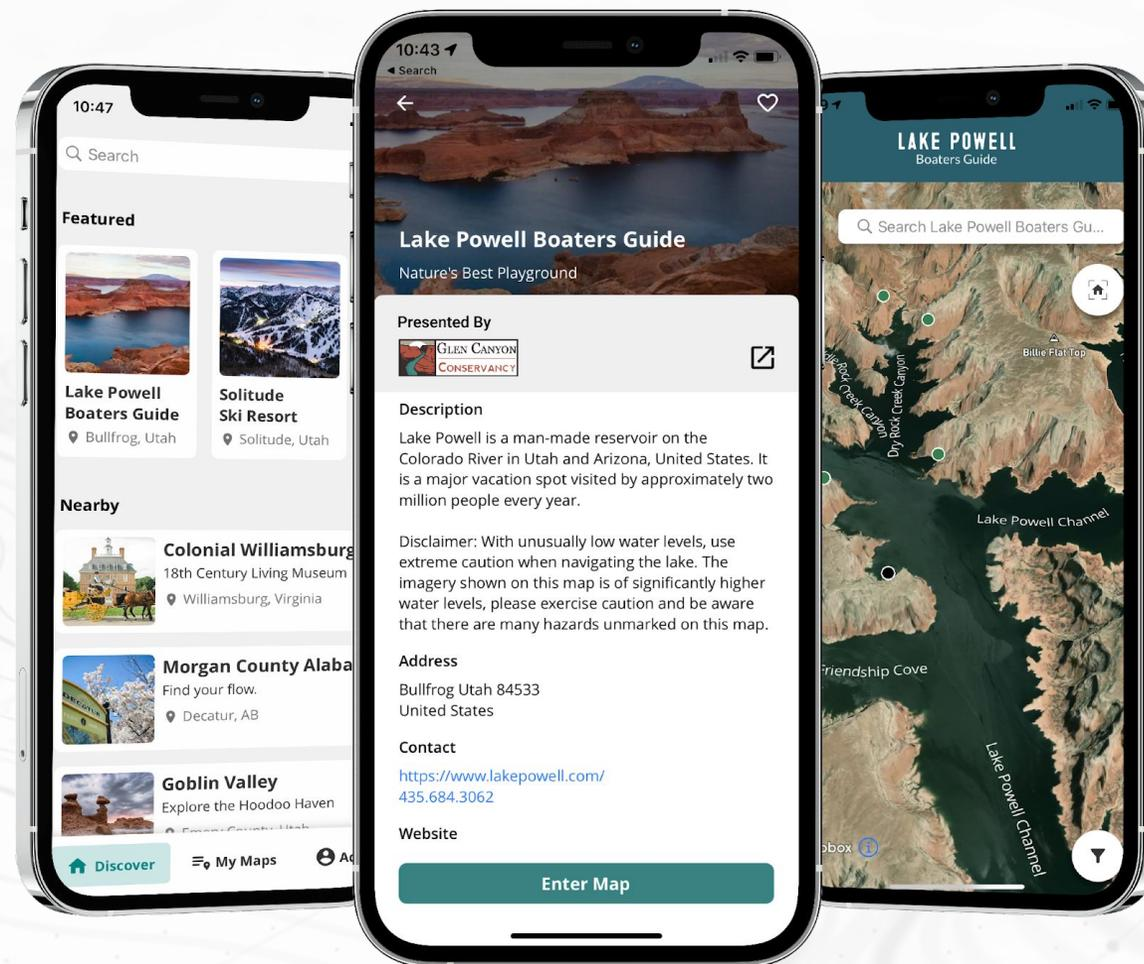 10:47
Search
Featured
Lake Powell
Boaters Guide
Bullfrog, Utah
Solitude
Ski Resort
Solitude, Utah
Nearby
Colonial Williamsburg
18th Century Living Museum
Williamsburg, Virginia
Morgan County Alaba
Find your flow.
DECATUR
Decatur, AB
Goblin Valley
Explore the Hoodoo Haven
Emery County, Utah
Discover
My Maps
10:43
Search
Lake Powell Boaters Guide
Nature's Best Playground
Presented By
GLEN CANYON
CONSERVANCY
Description
Lake Powell is a man-made reservoir on the
Colorado River in Utah and Arizona, United States. It
is a major vacation spot visited by approximately two
million people every year.
Disclaimer: With unusually low water levels, use
extreme caution when navigating the lake. The
imagery shown on this map is of significantly higher
water levels, please exercise caution and be aware
that there are many hazards unmarked on this map.
Address
Bullfrog Utah 84533
United States
Contact
https://www.lakepowell.com/
435.684.3062
Website
Enter Map
LAKE POWELL
Boaters Guide
Search Lake Powell Boaters Gu...
Billie Flat Top
Rock Creek Canyon
Dry Rock Creek Canyon
Lake Powell Channel
Friendship Cove
Lake Powell Channel